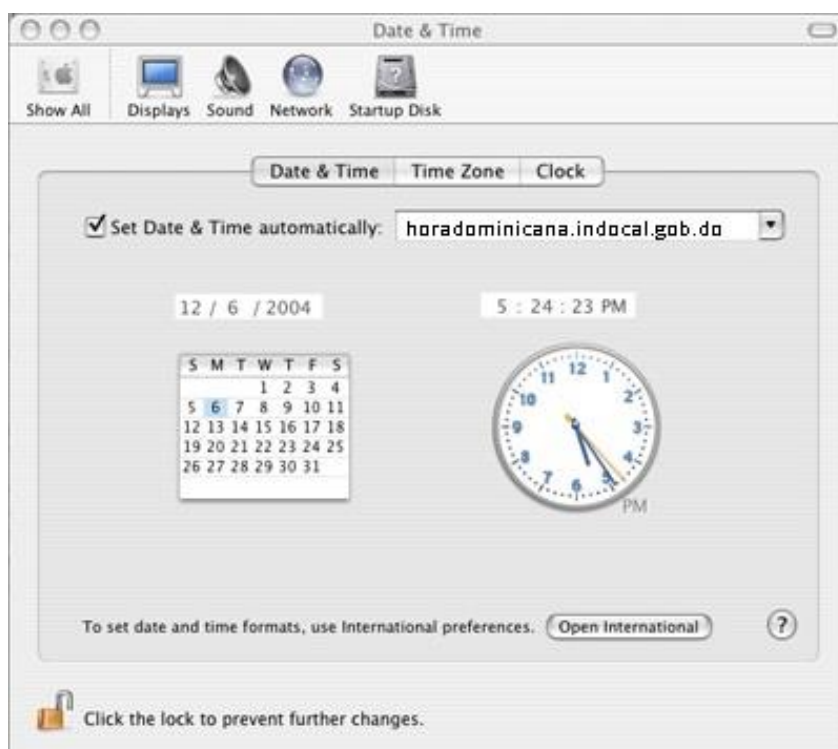 Date & Time
Show All Displays Sound Network Startup Disk
Date & Time Time Zone Clock
Set Date & Time automatically: horadominicana.indocal.gob.do
12 / 6 / 2004 5 : 24 : 23 PM
S M T W T F S
1 2 3 4
5 6 7 8 9 10 11
12 13 14 15 16 17 18
19 20 21 22 23 24 25
26 27 28 29 30 31
12
11 1
10 2
9 3
8 4
7 5
6
PM
To set date and time formats, use International preferences. Open International ?
Click the lock to prevent further changes.